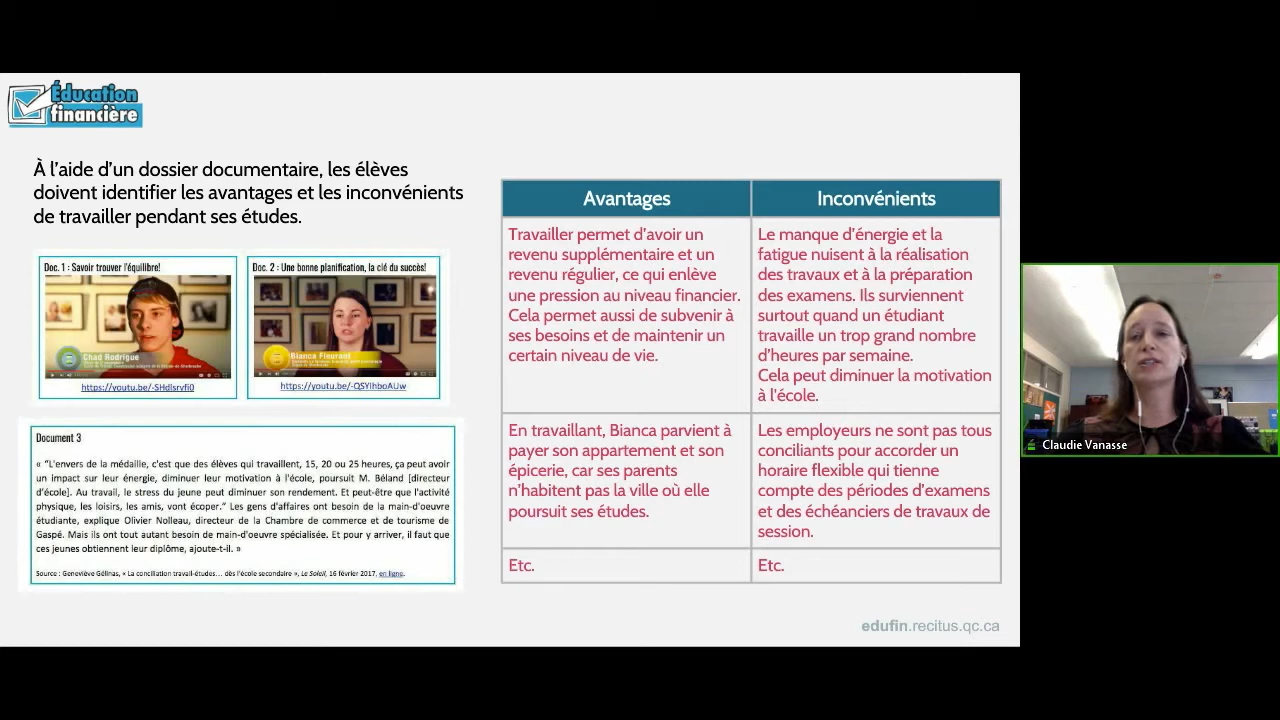 Éducation
financière
À l'aide d'un dossier documentaire, les élèves
doivent identifier les avantages et les inconvénients
de travailler pendant ses études.
Doc. 1 : Savoir trouver l'équilibre!
Chad Rodrigue
https://youtu.be/-SHdlsrvfi0
Doc. 2 : Une bonne planification, la clé du succès!
Bianca Fleurant
https://youtu.be/-QSYIhboAUw
Document 3
« "L'envers de la médaille, c'est que des élèves qui travaillent, 15, 20 ou 25 heures, ça peut avoir
un impact sur leur énergie, diminuer leur motivation à l'école, poursuit M. Béland [directeur
d'école]. Au travail, le stress du jeune peut diminuer son rendement. Et peut-être que l'activité
physique, les loisirs, les amis, vont écoper." Les gens d'affaires ont besoin de la main-d'oeuvre
étudiante, explique Olivier Nolleau, directeur de la Chambre de commerce et de tourisme de
Gaspé. Mais ils ont tout autant besoin de main-d'oeuvre spécialisée. Et pour y arriver, il faut que
ces jeunes obtiennent leur diplôme, ajoute-t-il. »
Source : Geneviève Gélinas, « La conciliation travail-études... dès l'école secondaire », Le Soleil, 16 février 2017, en ligne.
Avantages
Inconvénients
Travailler permet d'avoir un
revenu supplémentaire et un
revenu régulier, ce qui enlève
une pression au niveau financier.
Cela permet aussi de subvenir à
ses besoins et de maintenir un
certain niveau de vie.
Le manque d'énergie et la
fatigue nuisent à la réalisation
des travaux et à la préparation
des examens. Ils surviennent
surtout quand un étudiant
travaille un trop grand nombre
d'heures par semaine.
Cela peut diminuer la motivation
à l'école.
En travaillant, Bianca parvient à
payer son appartement et son
épicerie, car ses parents
n'habitent pas la ville où elle
poursuit ses études.
Les employeurs ne sont pas tous
conciliants pour accorder un
horaire flexible qui tienne
compte des périodes d'examens
et des échéanciers de travaux de
session.
Etc.
Etc.
edufin.recitus.qc.ca
Claudie Vanasse